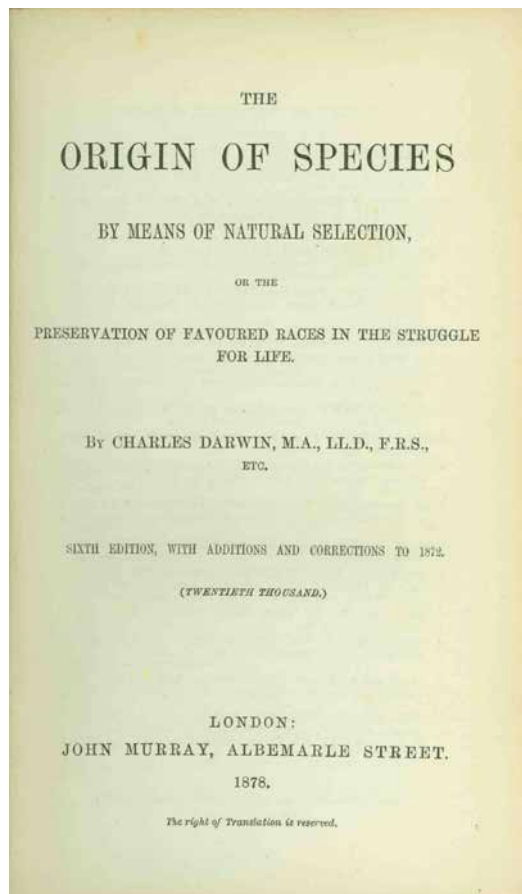 THE
ORIGIN OF SPECIES
BY MEANS OF NATURAL SELECTION,
OR THE
PRESERVATION OF FAVOURED RACES IN THE STRUGGLE
FOR LIFE.
BY CHARLES DARWIN, M.A., LL.D., F.R.S.,
ETC.
SIXTH EDITION, WITH ADDITIONS AND CORRECTIONS TO 1872.
(TWENTIETH THOUSAND.)
LONDON:
JOHN MURRAY, ALBEMARLE STREET.
1878.
The right of Translation is reserved.